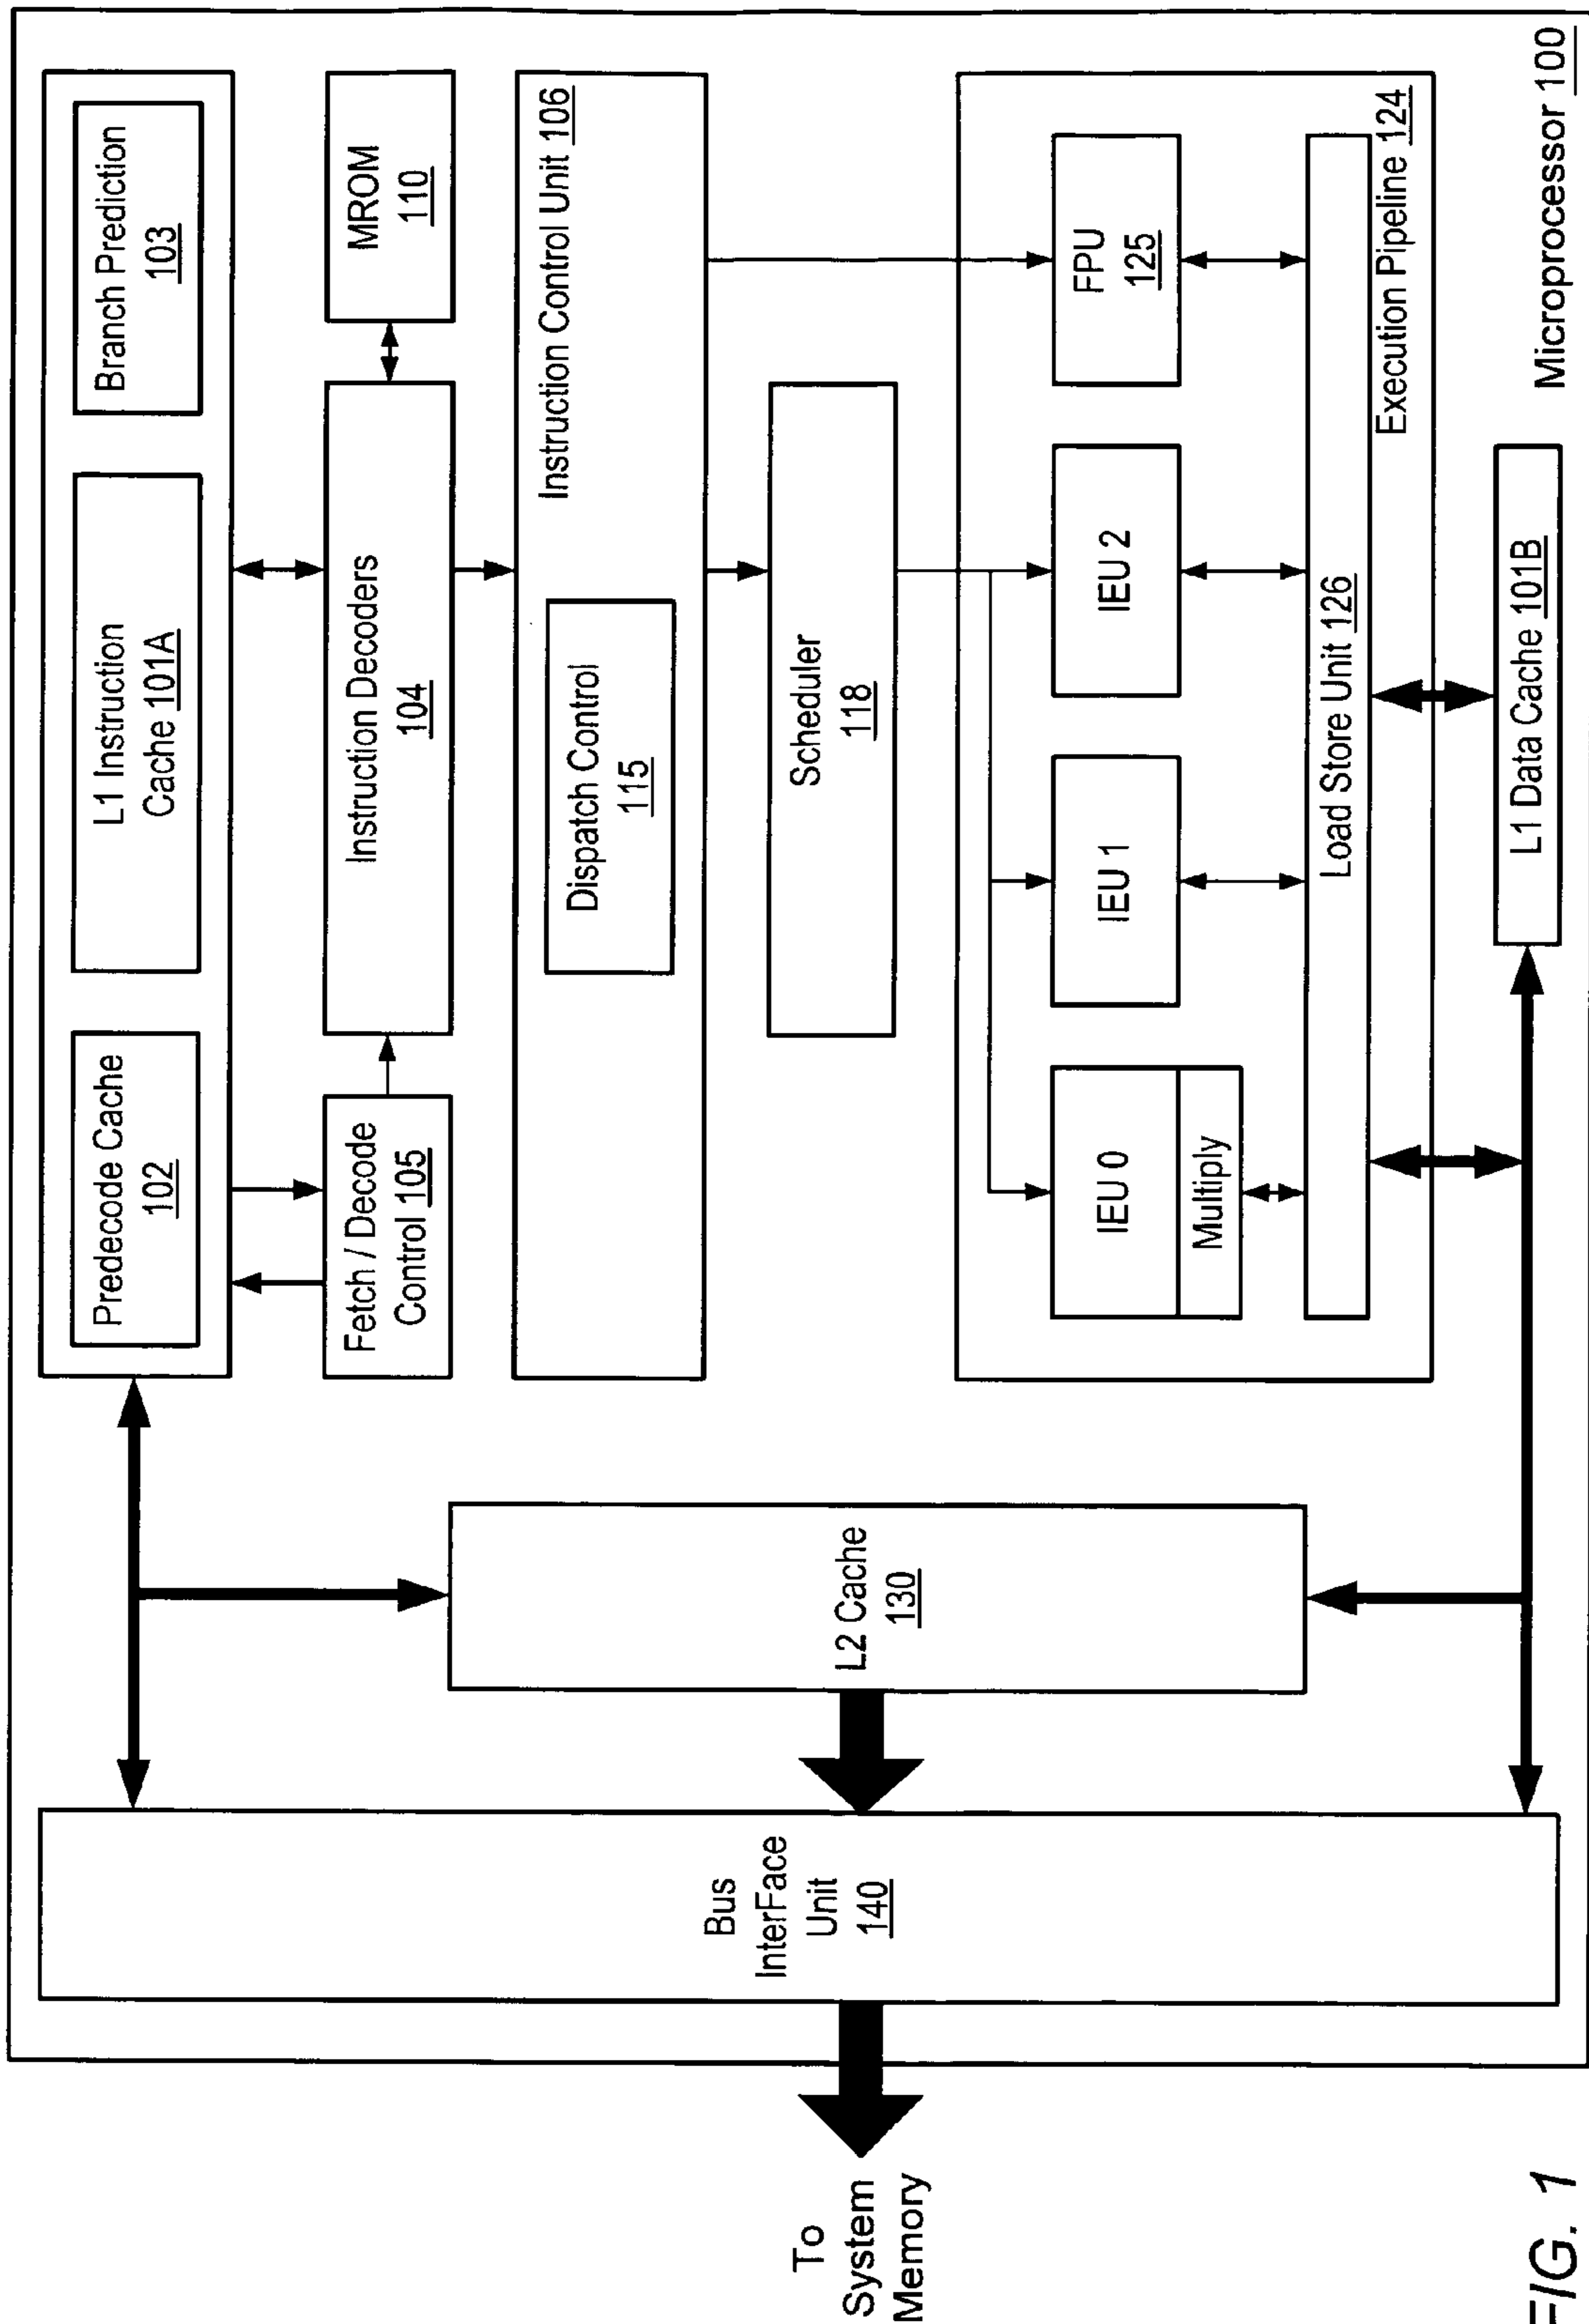 Predecode Cache
102
L1 Instruction
Cache 101A
Branch Prediction
103
Fetch / Decode
Control 105
Instruction Decoders
104
MROM
110
Instruction Control Unit 106
Dispatch Control
115
Scheduler
118
IEU 0
Multiply
IEU 1
IEU 2
FPU
125
Load Store Unit 126
Execution Pipeline 124
L1 Data Cache 101B
Microprocessor 100
L2 Cache
130
Bus
InterFace
Unit
140
To
System
Memory
FIG. 1